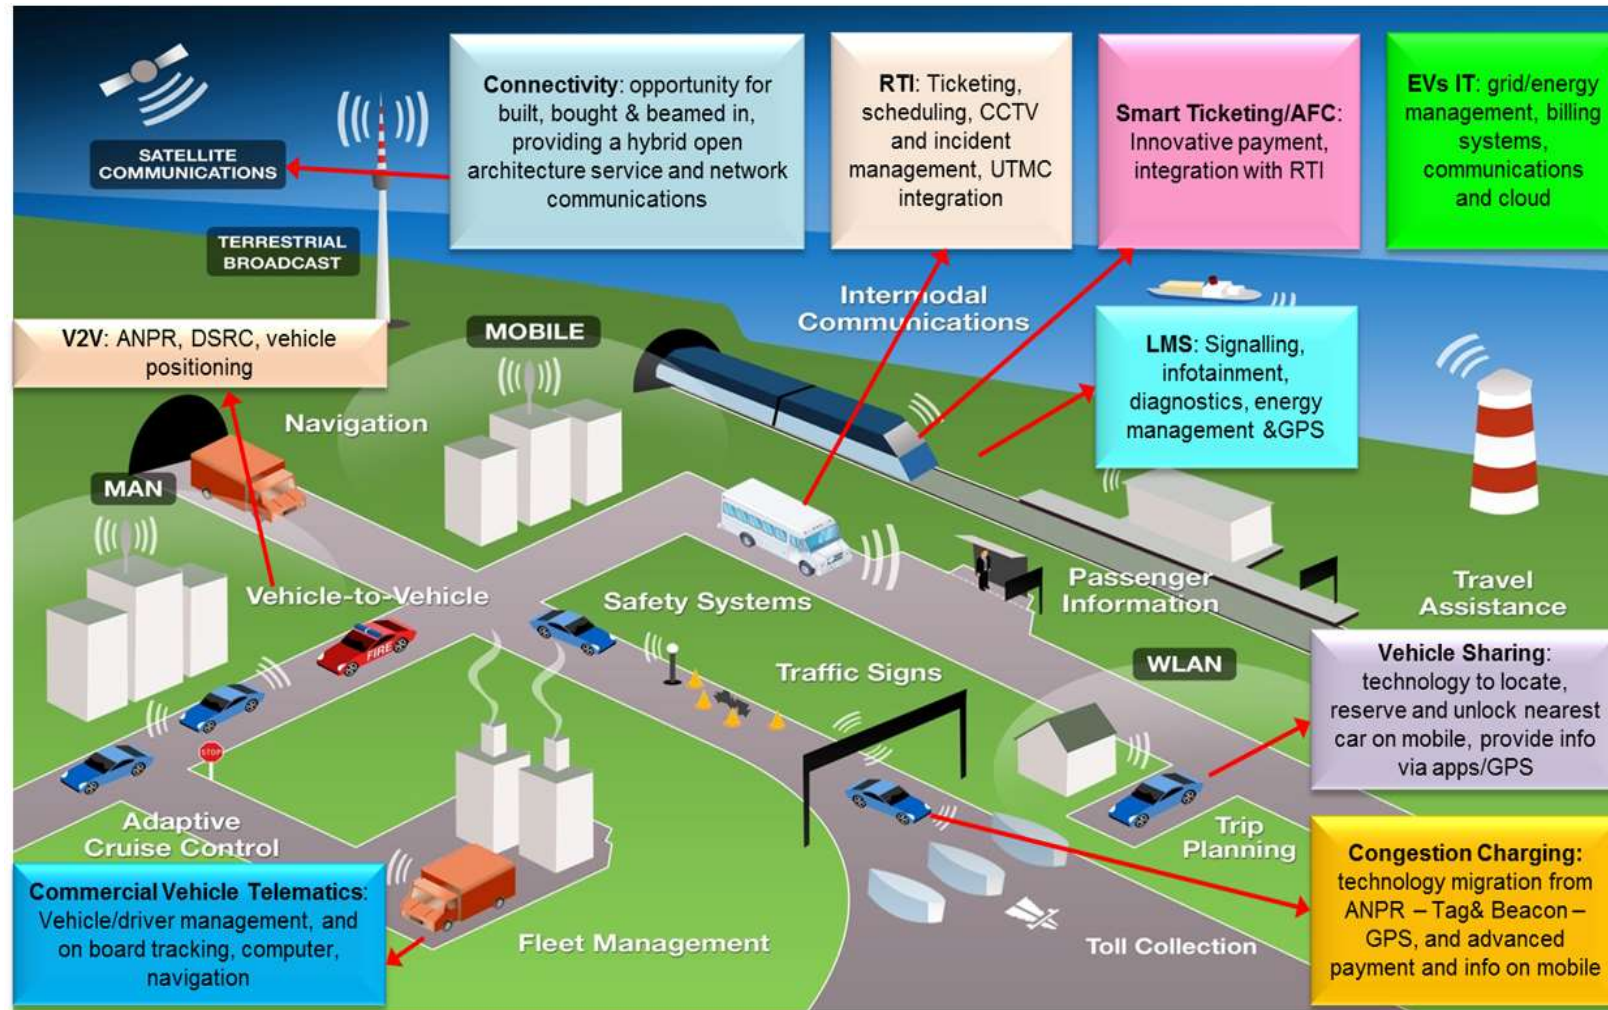 SATELLITE
COMMUNICATIONS
TERRESTRIAL
BROADCAST
Connectivity: opportunity for
built, bought & beamed in,
providing a hybrid open
architecture service and network
communications
RTI: Ticketing,
scheduling, CCTV
and incident
management, UTMC
integration
Smart Ticketing/AFC:
Innovative payment,
integration with RTI
EVs IT: grid/energy
management, billing
systems,
communications
and cloud
Intermodal
Communications
V2V: ANPR, DSRC, vehicle
positioning
MOBILE
LMS: Signalling,
infotainment,
diagnostics, energy
management &GPS
Navigation
MAN
Vehicle-to-Vehicle
Safety Systems
Passenger
Information
Travel
Assistance
FIRE
Traffic Signs
WLAN
Vehicle Sharing:
technology to locate,
reserve and unlock nearest
car on mobile, provide info
via apps/GPS
STOP
Adaptive
Cruise Control
Trip
Planning
Commercial Vehicle Telematics:
Vehicle/driver management, and
on board tracking, computer,
navigation
Fleet Management
Toll Collection
Congestion Charging:
technology migration from
ANPR – Tag& Beacon –
GPS, and advanced
payment and info on mobile